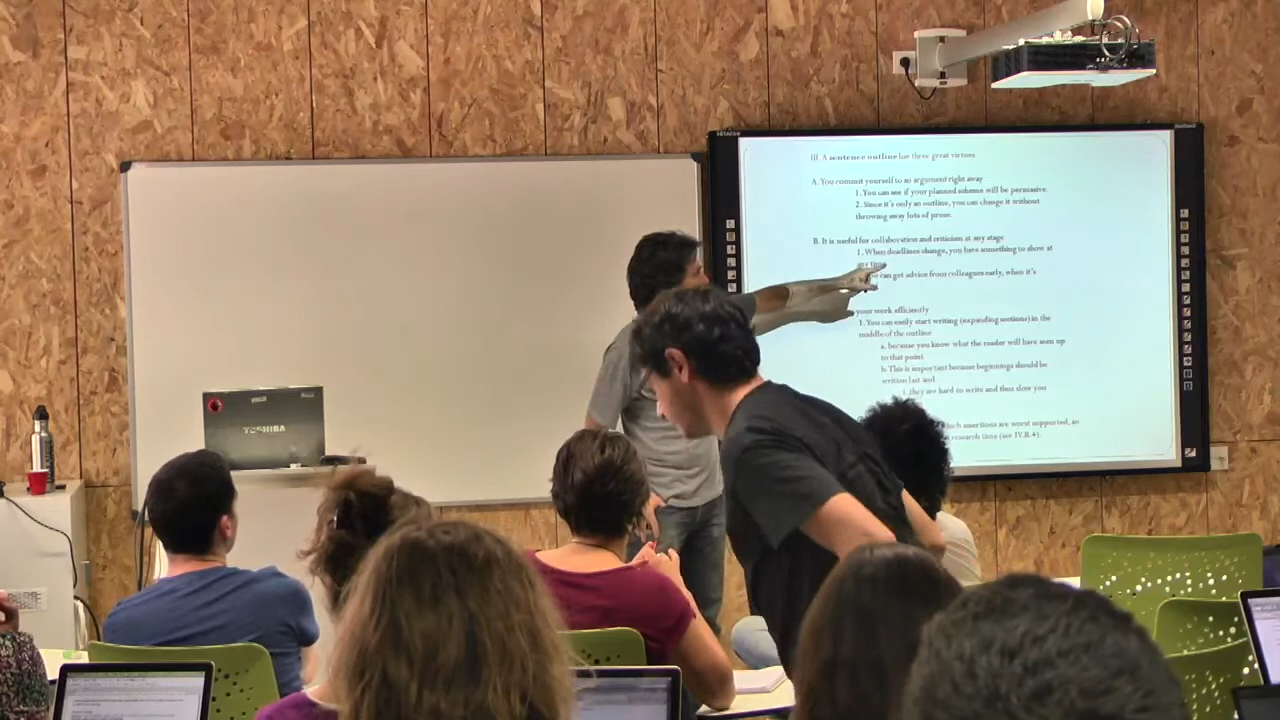 HITACHI
III. A sentence outline has three great virtues
A. You commit yourself to an argument right away
1. You can see if your planned scheme will be persuasive.
2. Since it's only an outline, you can change it without
throwing away lots of prose.
B. It is useful for collaboration and criticism at any stage
1. When deadlines change, you have something to show at
any time
can get advice from colleagues early, when it's
your work efficiently
1. You can easily start writing (expanding sections) in the
middle of the outline
a. because you know what the reader will have seen up
to that point
b. This is important because beginnings should be
written last and
i. they are hard to write and thus slow you
which assertions are worst supported, so
research time (see IV.B.4).
TOSHIBA